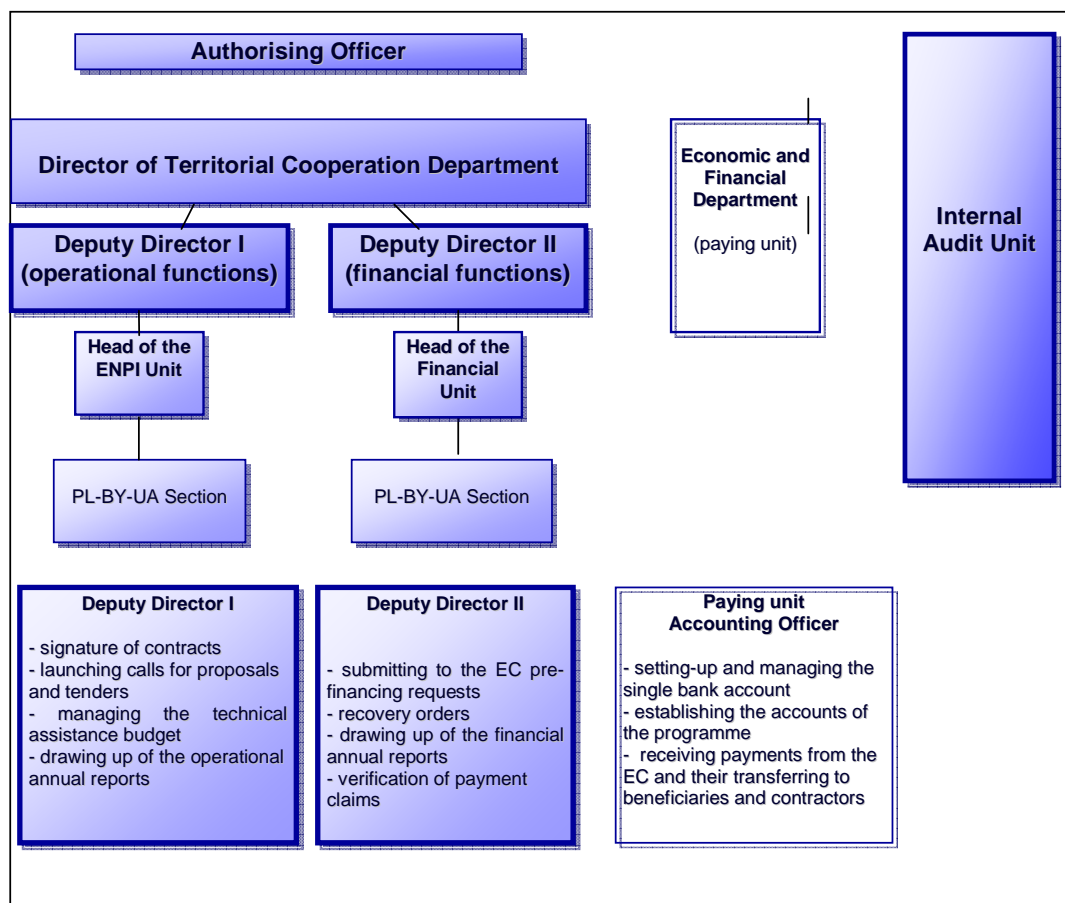 Authorising Officer
Director of Territorial Cooperation Department
Economic and
Financial
Department
(paying unit)
Internal
Audit Unit
Deputy Director I
(operational functions)
Deputy Director II
(financial functions)
Head of the
ENPI Unit
Head of the
Financial
Unit
PL-BY-UA Section
PL-BY-UA Section
Deputy Director I
- signature of contracts
- launching calls for proposals
and tenders
- managing the technical
assistance budget
- drawing up of the operational
annual reports
Deputy Director II
- submitting to the EC pre-
financing requests
- recovery orders
- drawing up of the financial
annual reports
- verification of payment
claims
Paying unit
Accounting Officer
- setting-up and managing the
single bank account
- establishing the accounts of
the programme
- receiving payments from the
EC and their transferring to
beneficiaries and contractors